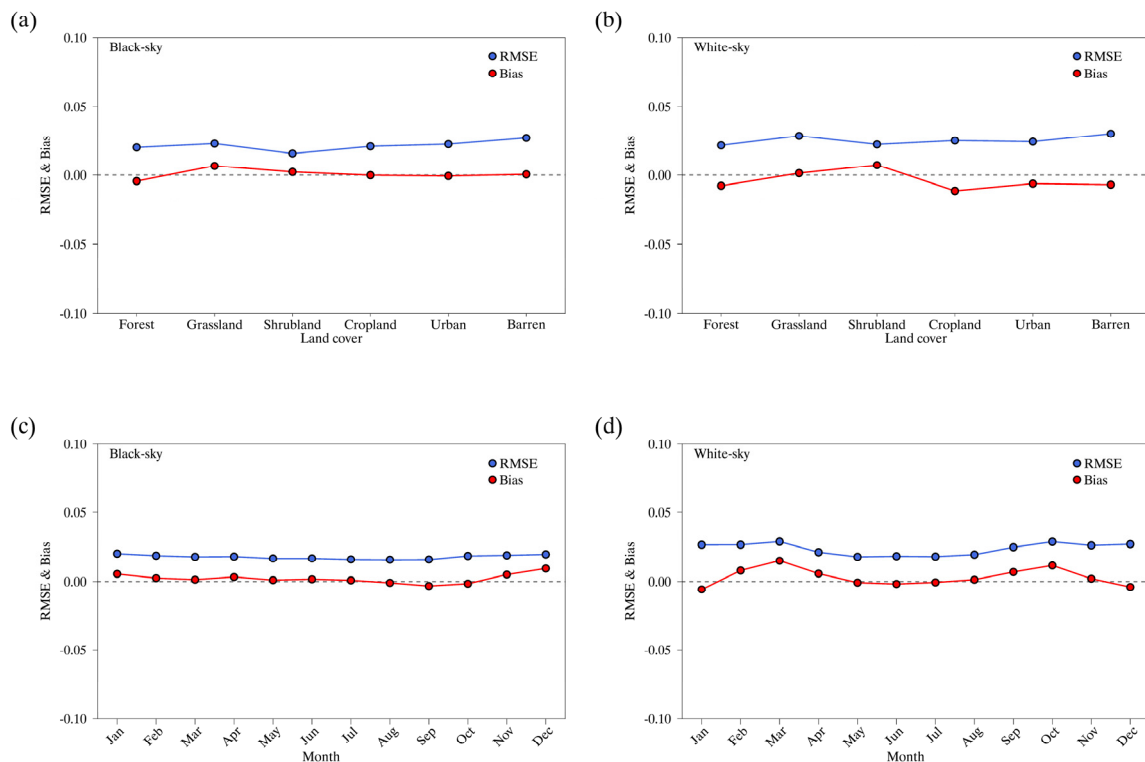 (a)
Black-sky
RMSE
Bias
0.10
0.05
0.00
-0.05
-0.10
RMSE & Bias
Forest Grassland Shrubland Cropland Urban Barren
Land cover
(b)
White-sky
RMSE
Bias
0.10
0.05
0.00
-0.05
-0.10
RMSE & Bias
Forest Grassland Shrubland Cropland Urban Barren
Land cover
(c)
Black-sky
RMSE
Bias
0.10
0.05
0.00
-0.05
-0.10
RMSE & Bias
Jan Feb Mar Apr May Jun Jul Aug Sep Oct Nov Dec
Month
(d)
White-sky
RMSE
Bias
0.10
0.05
0.00
-0.05
-0.10
RMSE & Bias
Jan Feb Mar Apr May Jun Jul Aug Sep Oct Nov Dec
Month